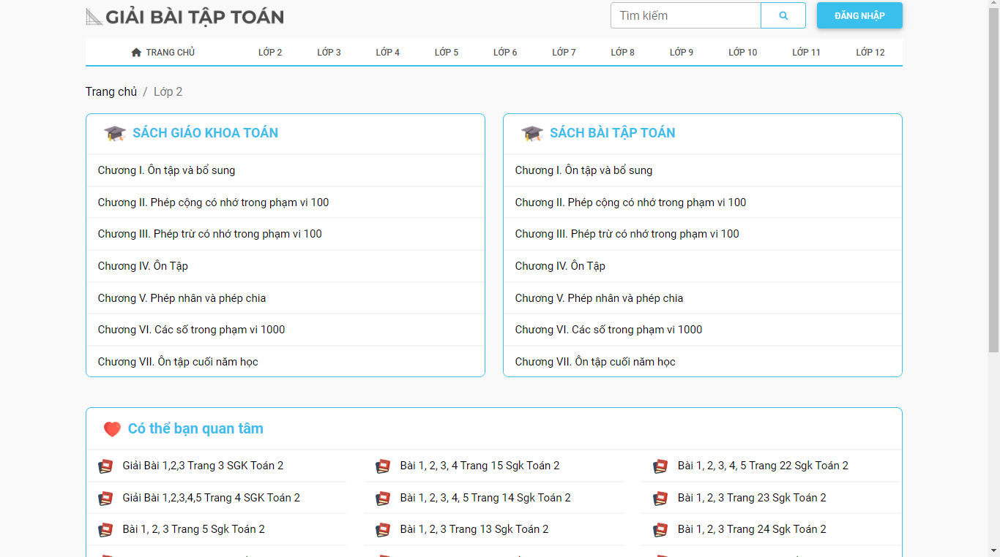 GIẢI BÀI TẬP TOÁN
Tìm kiếm
ĐĂNG NHẬP
TRANG CHỦ LỚP 2 LỚP 3 LỚP 4 LỚP 5 LỚP 6 LỚP 7 LỚP 8 LỚP 9 LỚP 10 LỚP 11 LỚP 12
Trang chủ / Lớp 2
SÁCH GIÁO KHOA TOÁN
Chương I. Ôn tập và bổ sung
Chương II. Phép cộng có nhớ trong phạm vi 100
Chương III. Phép trừ có nhớ trong phạm vi 100
Chương IV. Ôn Tập
Chương V. Phép nhân và phép chia
Chương VI. Các số trong phạm vi 1000
Chương VII. Ôn tập cuối năm học
SÁCH BÀI TẬP TOÁN
Chương I. Ôn tập và bổ sung
Chương II. Phép cộng có nhớ trong phạm vi 100
Chương III. Phép trừ có nhớ trong phạm vi 100
Chương IV. Ôn Tập
Chương V. Phép nhân và phép chia
Chương VI. Các số trong phạm vi 1000
Chương VII. Ôn tập cuối năm học
Có thể bạn quan tâm
Giải Bài 1,2,3 Trang 3 SGK Toán 2
Bài 1, 2, 3, 4 Trang 15 Sgk Toán 2
Bài 1, 2, 3, 4, 5 Trang 22 Sgk Toán 2
Giải Bài 1,2,3,4,5 Trang 4 SGK Toán 2
Bài 1, 2, 3, 4, 5 Trang 14 Sgk Toán 2
Bài 1, 2, 3 Trang 23 Sgk Toán 2
Bài 1, 2, 3 Trang 5 Sgk Toán 2
Bài 1, 2, 3 Trang 13 Sgk Toán 2
Bài 1, 2, 3 Trang 24 Sgk Toán 2